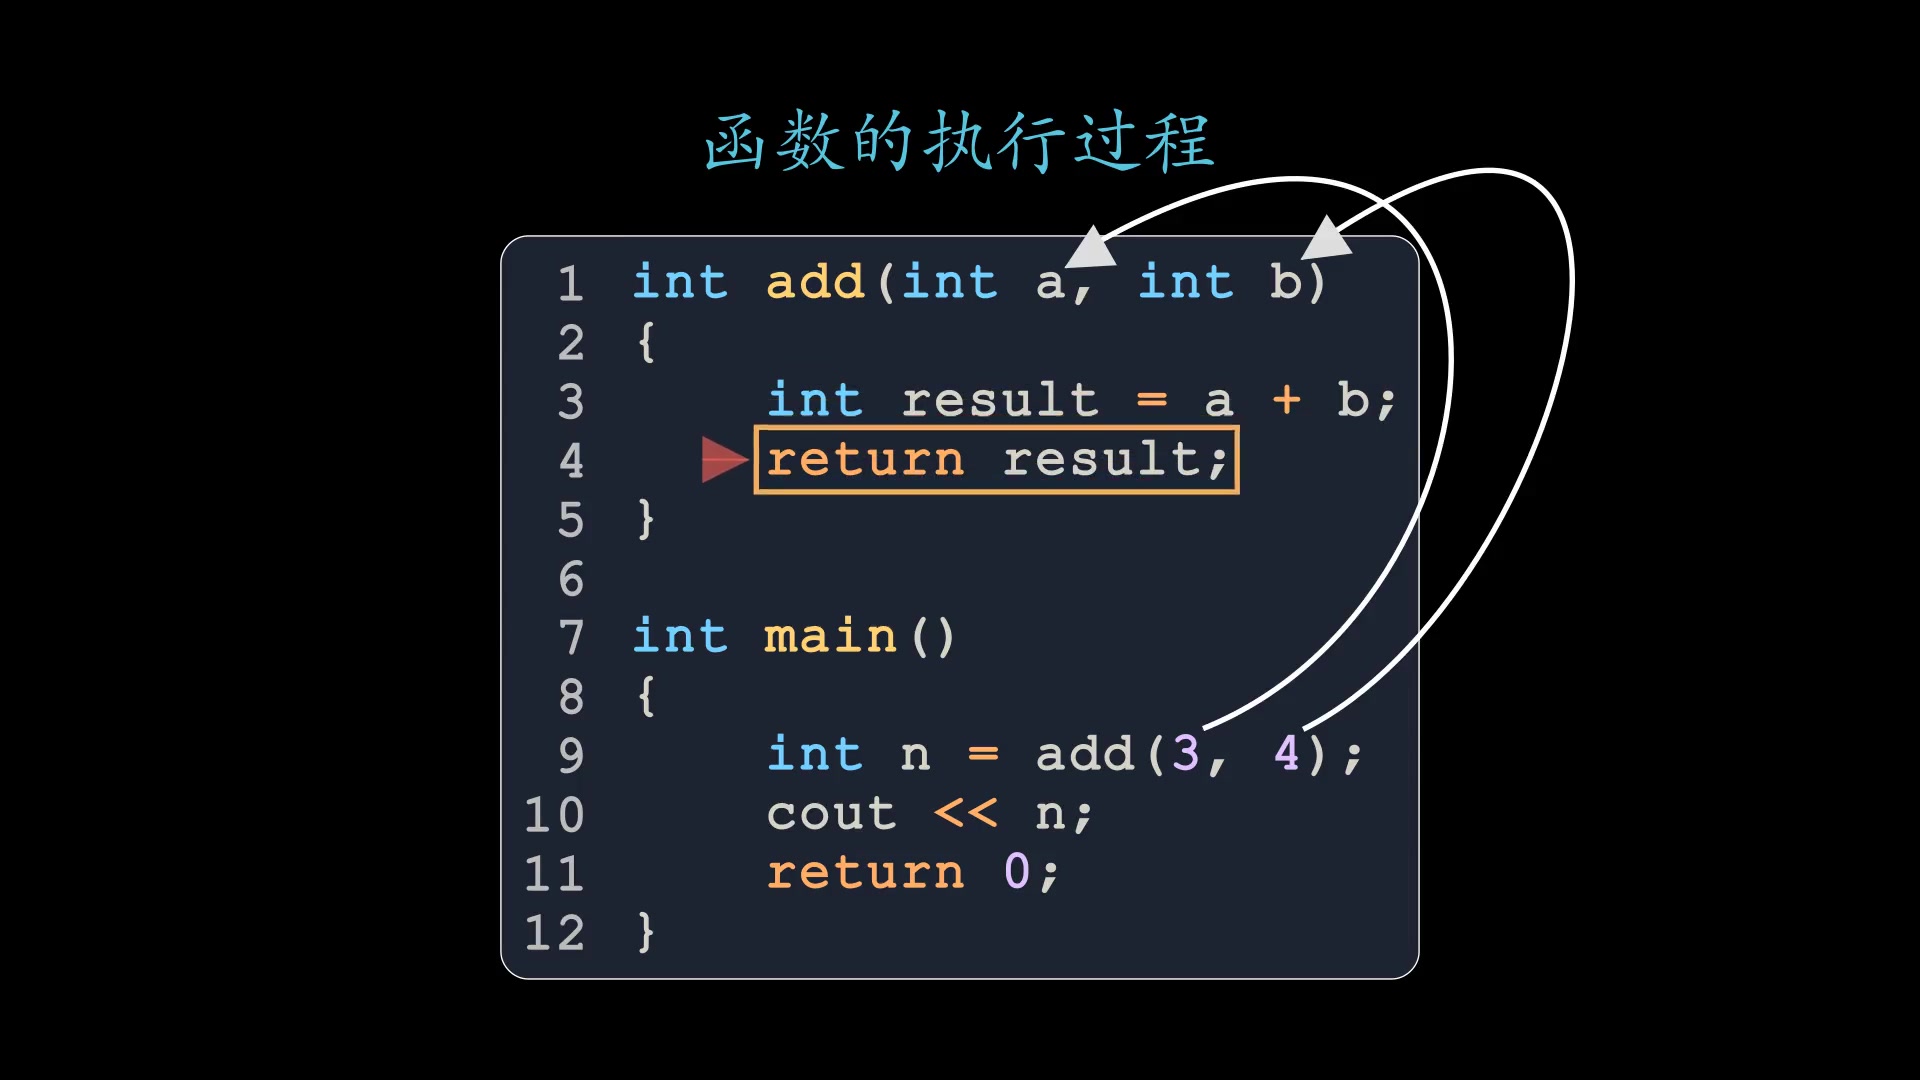 函数的执行过程
1 int add(int a, int b)
2 {
3 int result = a + b;
4 return result;
5 }
6
7 int main()
8 {
9 int n = add(3, 4);
10 cout << n;
11 return 0;
12 }